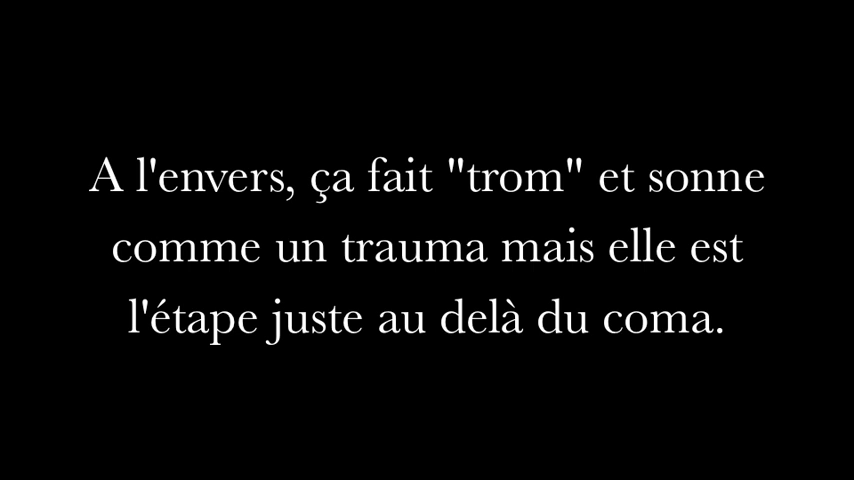 A l'envers, ça fait "trom" et sonne
comme un trauma mais elle est
l'étape juste au delà du coma.